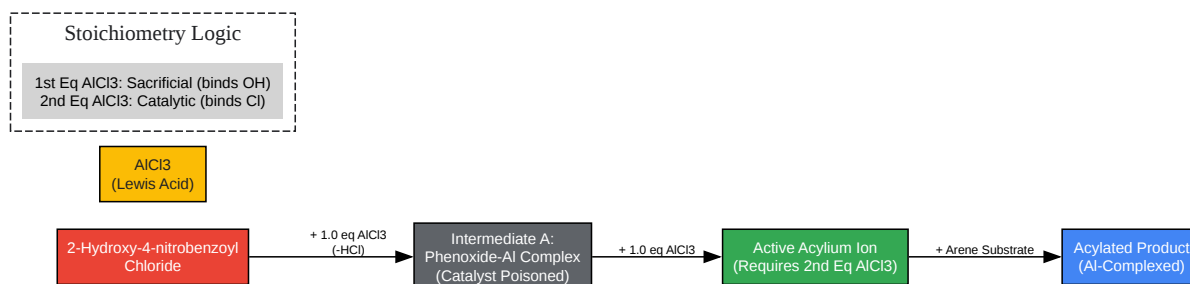 Stoichiometry Logic
1st Eq AlCl3: Sacrificial (binds OH)
2nd Eq AlCl3: Catalytic (binds Cl)
AlCl3
(Lewis Acid)
2-Hydroxy-4-nitrobenzoyl
Chloride
+ 1.0 eq AlCl3
(-HCl)
Intermediate A:
Phenoxide-Al Complex
(Catalyst Poisoned)
+ 1.0 eq AlCl3
Active Acylium Ion
(Requires 2nd Eq AlCl3)
+ Arene Substrate
Acylated Product
(Al-Complexed)